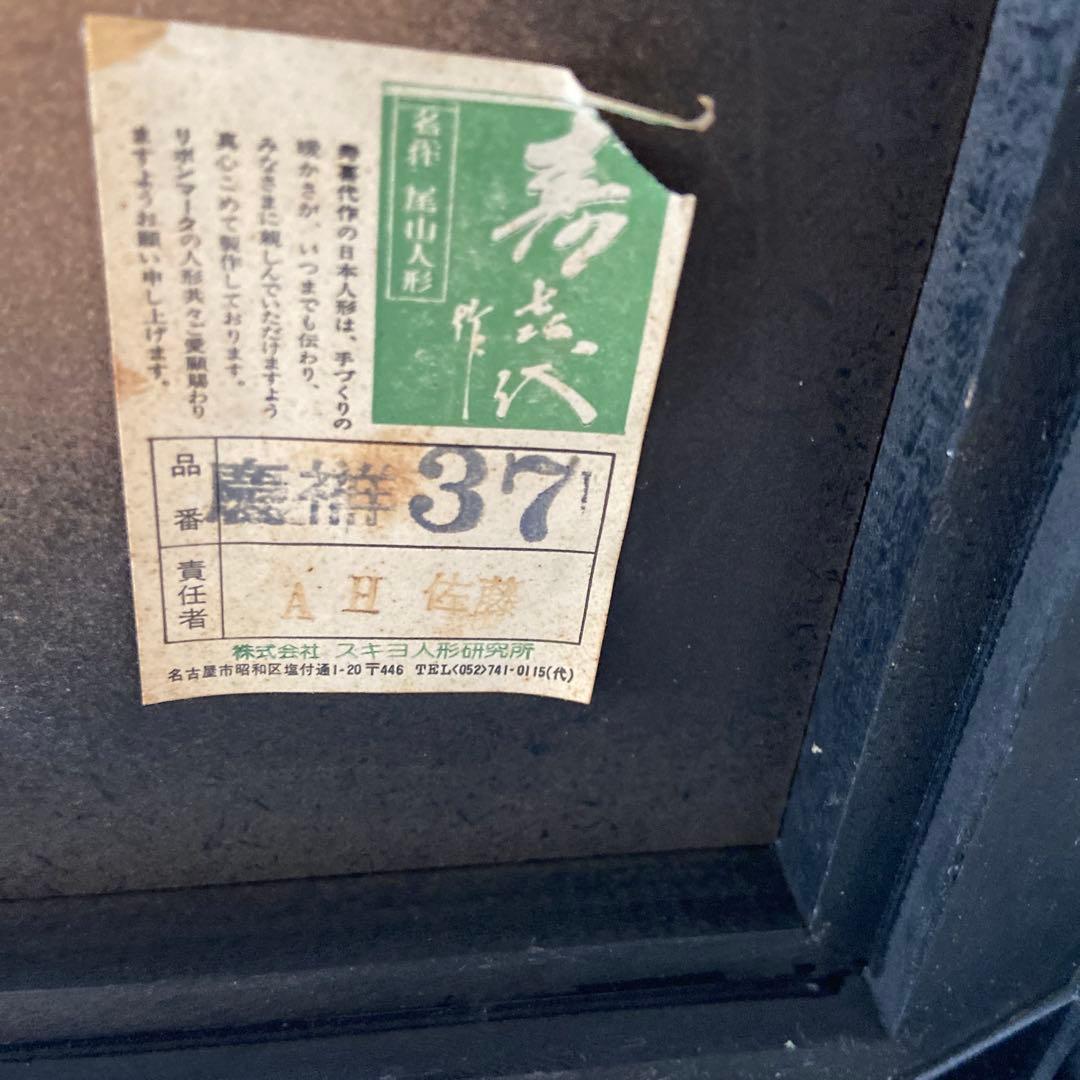 寿喜代
作
名作 尾山人形
寿喜代作の日本人形は、手づくりの
暖かさが、いつまでも伝わり、
みなさまに親しんでいただけますよう
真心こめて製作しております。
リボンマークの人形共々ご愛願賜わり
ますようお願い申し上げます。
品番 慶祥 37
責任者 A H 佐藤
株式会社 スキヨ人形研究所
名古屋市昭和区塩付通1-20 〒446 TEL<052>741-0115(代)